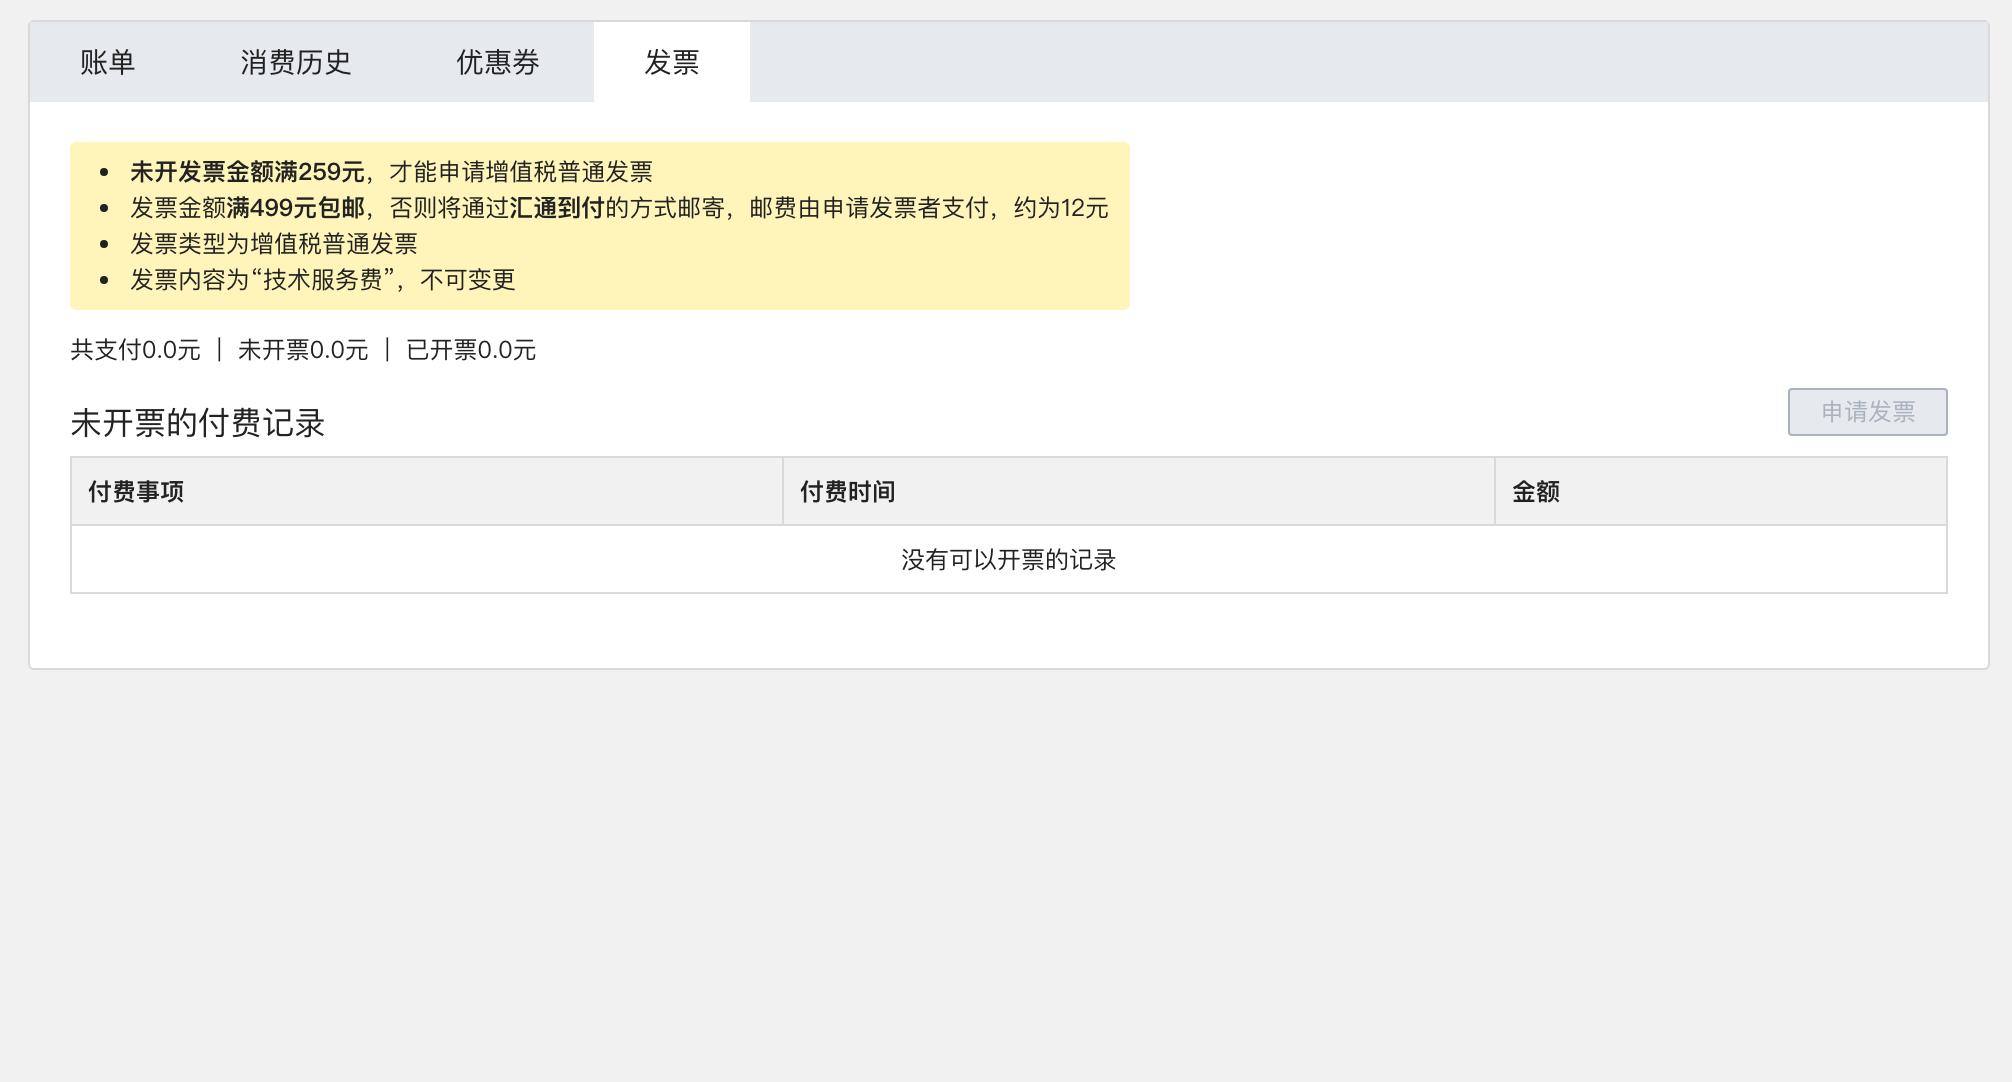 账单 消费历史 优惠券 发票
未开发票金额满259元，才能申请增值税普通发票
发票金额满499元包邮，否则将通过汇通到付的方式邮寄，邮费由申请发票者支付，约为12元
发票类型为增值税普通发票
发票内容为“技术服务费”，不可变更
共支付0.0元 | 未开票0.0元 | 已开票0.0元
未开票的付费记录 申请发票
付费事项 付费时间 金额
没有可以开票的记录